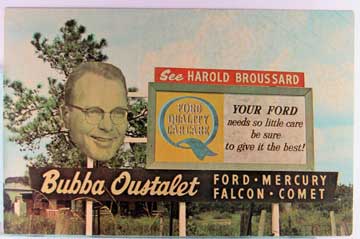 See HAROLD BROUSSARD
FORD
QUALITY
CAR CARE
YOUR FORD
needs so little care
be sure
to give it the best!
Bubba Oustalet
FORD · MERCURY
FALCON · COMET